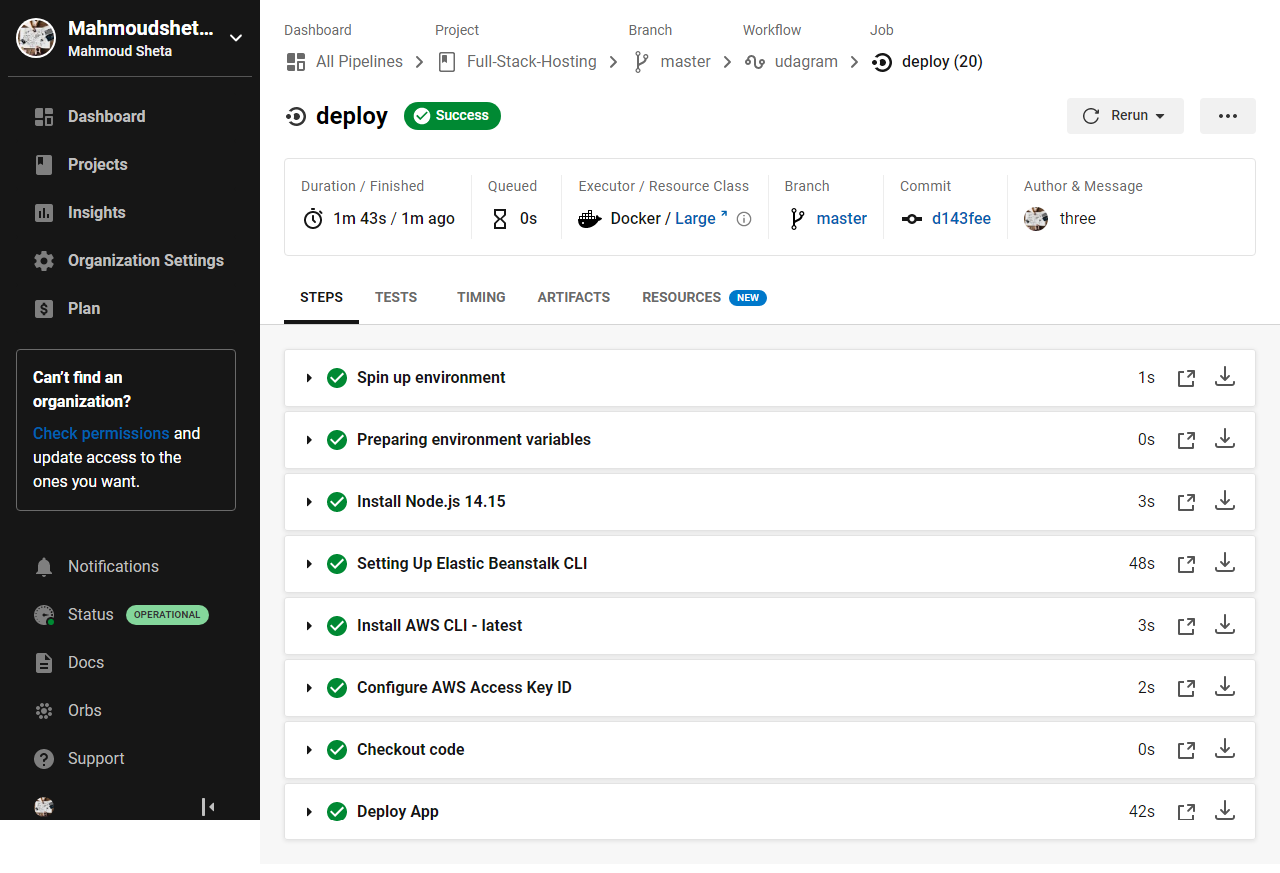 Mahmoudshet...
Mahmoud Sheta
Dashboard
Projects
Insights
Organization Settings
Plan
Can’t find an
organization?
Check permissions and
update access to the
ones you want.
Notifications
Status OPERATIONAL
Docs
Orbs
Support
Dashboard Project Branch Workflow Job
All Pipelines Full-Stack-Hosting master udagram deploy (20)
deploy Success Rerun
Duration / Finished Queued Executor / Resource Class Branch Commit Author & Message
1m 43s / 1m ago 0s Docker / Large master d143fee three
STEPS TESTS TIMING ARTIFACTS RESOURCES NEW
Spin up environment 1s
Preparing environment variables 0s
Install Node.js 14.15 3s
Setting Up Elastic Beanstalk CLI 48s
Install AWS CLI - latest 3s
Configure AWS Access Key ID 2s
Checkout code 0s
Deploy App 42s